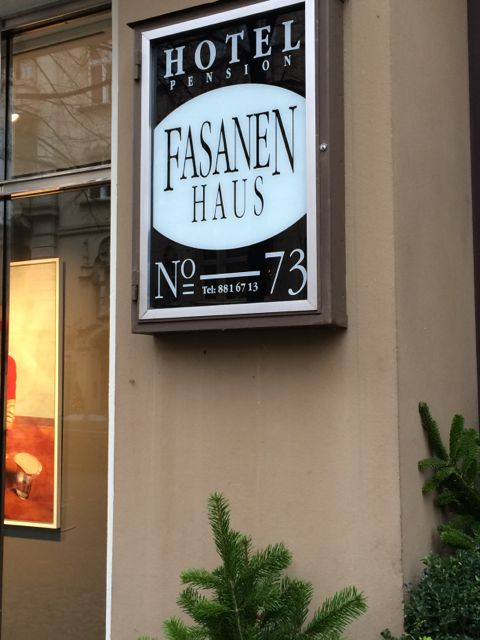 HOTEL
PENSION
FASANEN
HAUS
No 73
Tel: 881 67 13